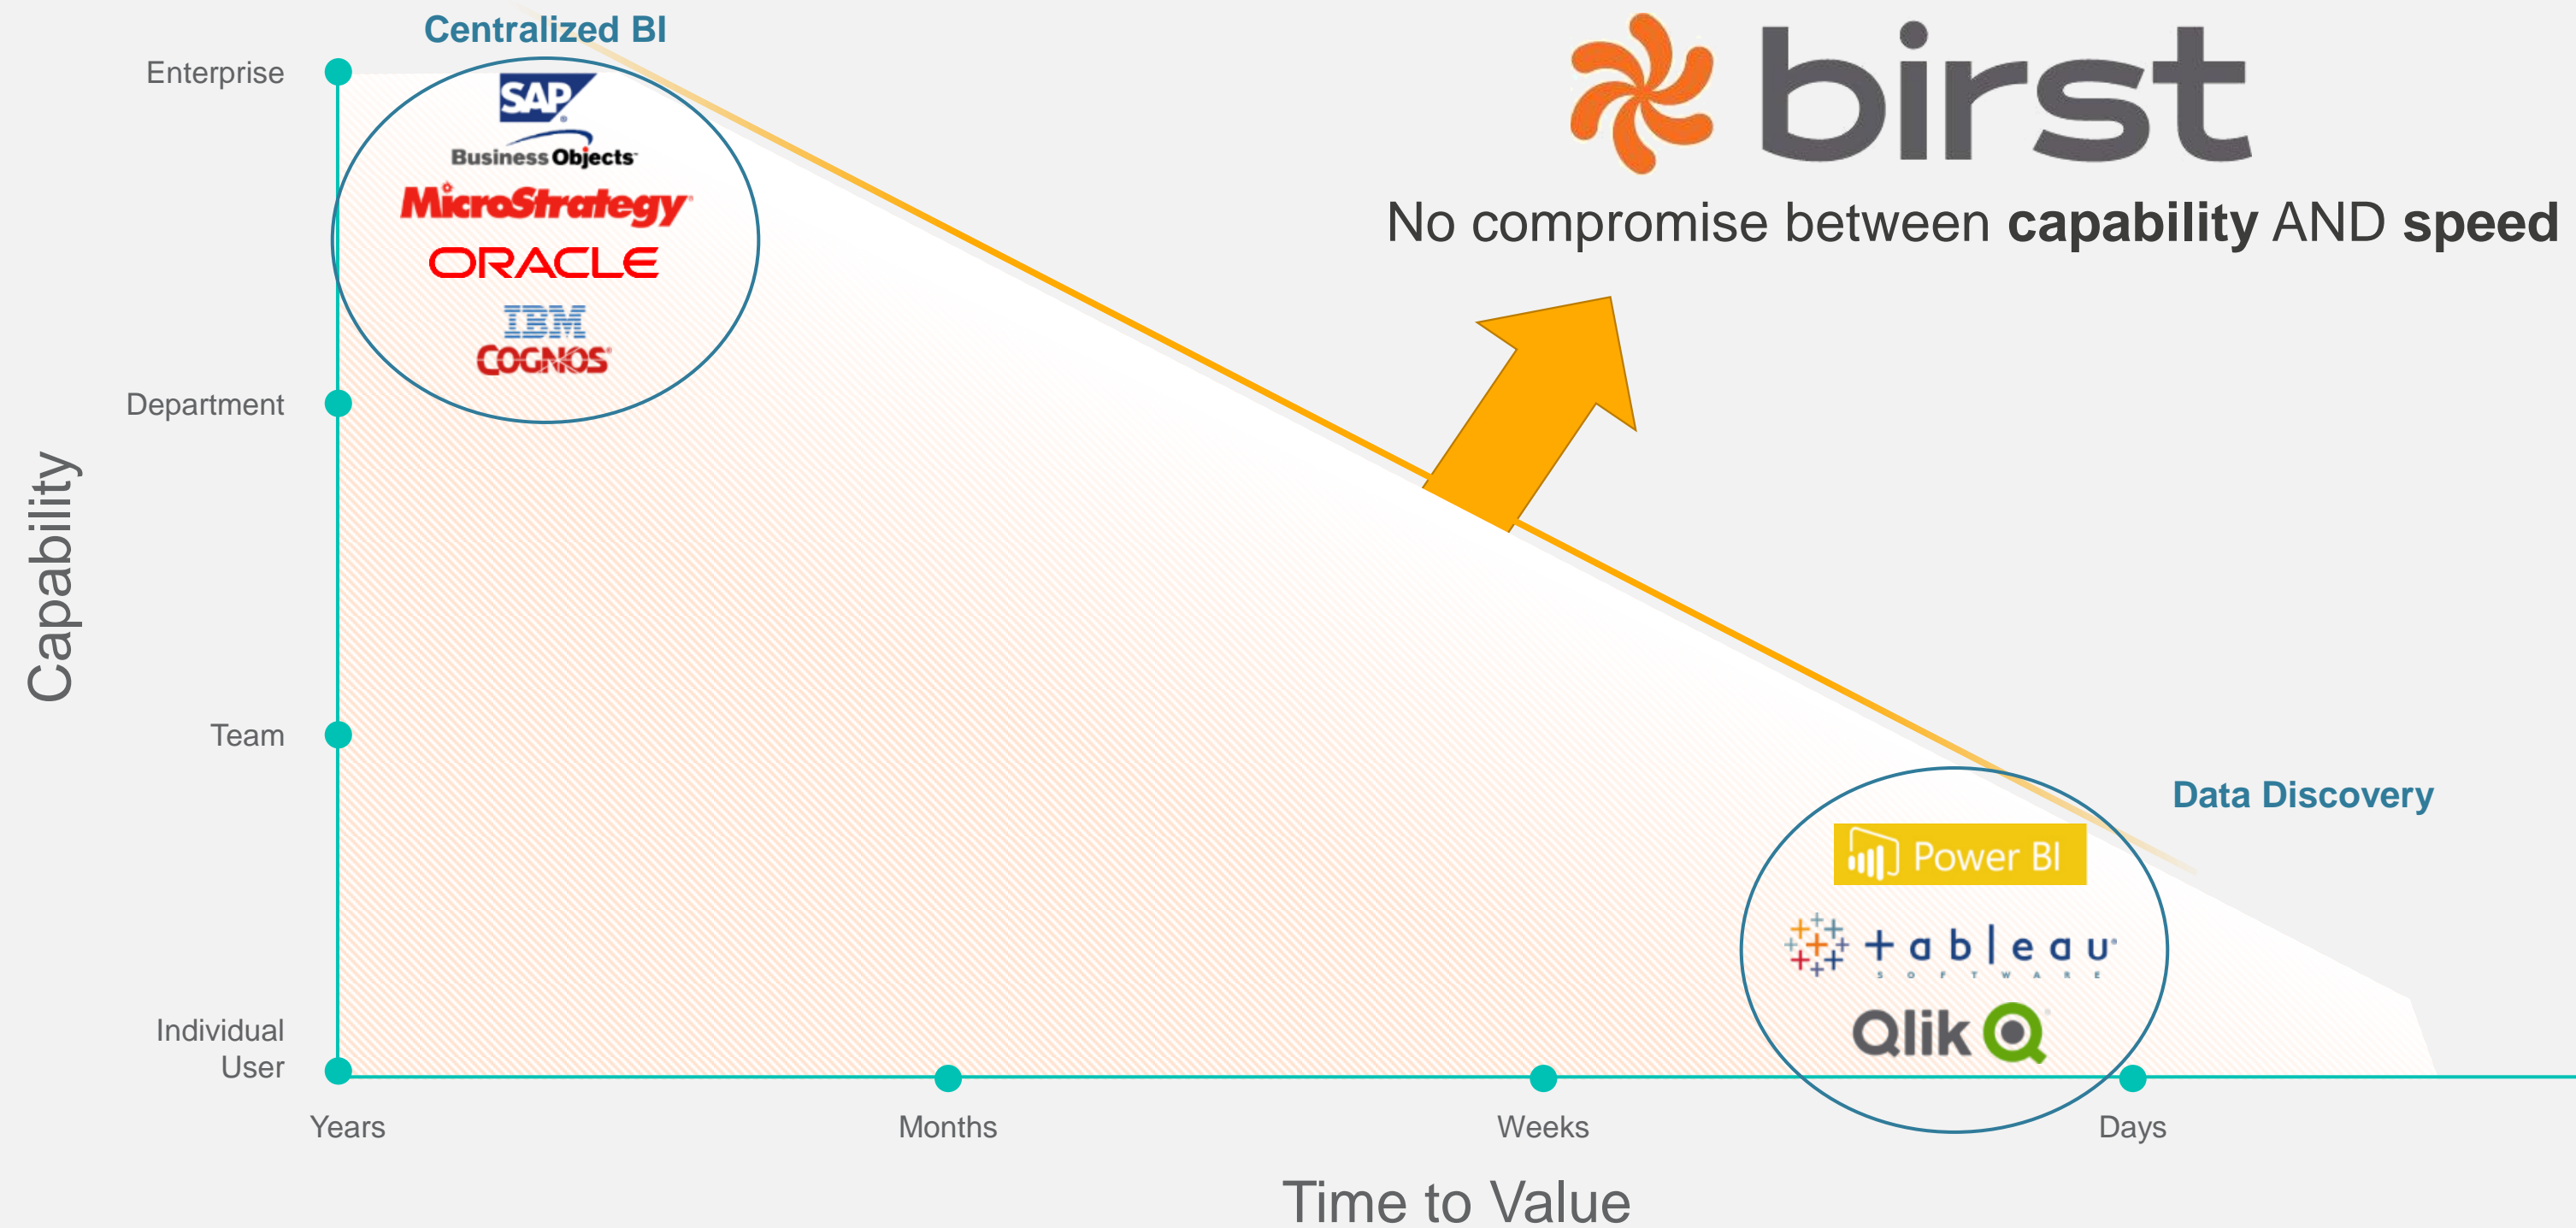 Centralized BI
birst
No compromise between capability AND speed
Enterprise
SAP
Business Objects
MicroStrategy
ORACLE
IBM
COGNOS
Department
Capability
Team
Data Discovery
Power BI
+ableau
SOFTWARE
Qlik
Individual
User
Years
Months
Weeks
Days
Time to Value